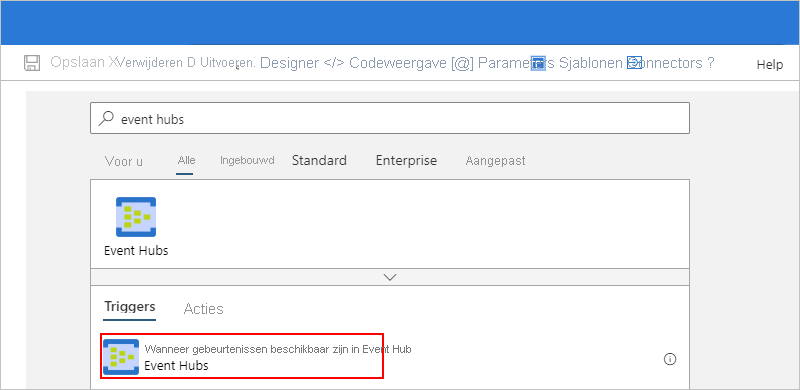 Opslaan X Verwijderen D Uitvoeren. Designer </> Codeweergave [@] Parameters Sjablonen Connectors ? Help
event hubs
Voor u Alle Ingebouwd Standard Enterprise Aangepast
Event Hubs
Triggers Acties
Wanneer gebeurtenissen beschikbaar zijn in Event Hub
Event Hubs